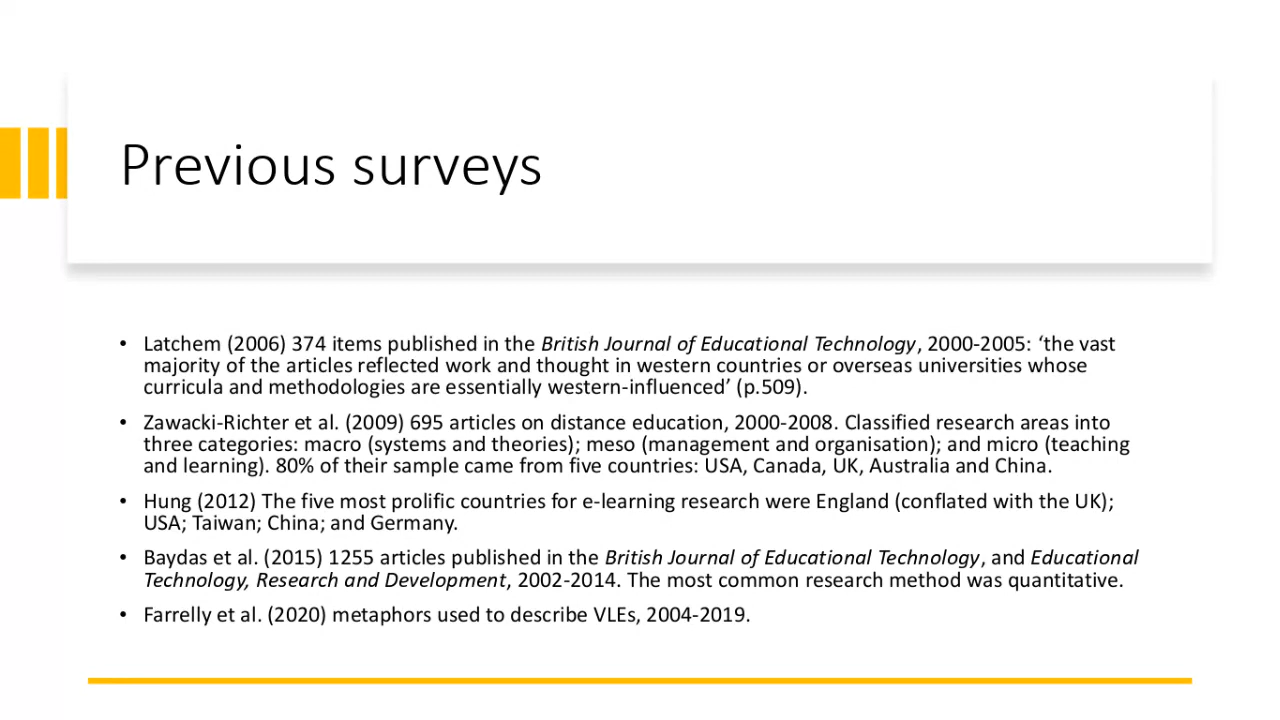 Previous surveys
• Latchem (2006) 374 items published in the British Journal of Educational Technology, 2000-2005: ‘the vast
majority of the articles reflected work and thought in western countries or overseas universities whose
curricula and methodologies are essentially western-influenced’ (p.509).
• Zawacki-Richter et al. (2009) 695 articles on distance education, 2000-2008. Classified research areas into
three categories: macro (systems and theories); meso (management and organisation); and micro (teaching
and learning). 80% of their sample came from five countries: USA, Canada, UK, Australia and China.
• Hung (2012) The five most prolific countries for e-learning research were England (conflated with the UK);
USA; Taiwan; China; and Germany.
• Baydas et al. (2015) 1255 articles published in the British Journal of Educational Technology, and Educational
Technology, Research and Development, 2002-2014. The most common research method was quantitative.
• Farrelly et al. (2020) metaphors used to describe VLEs, 2004-2019.